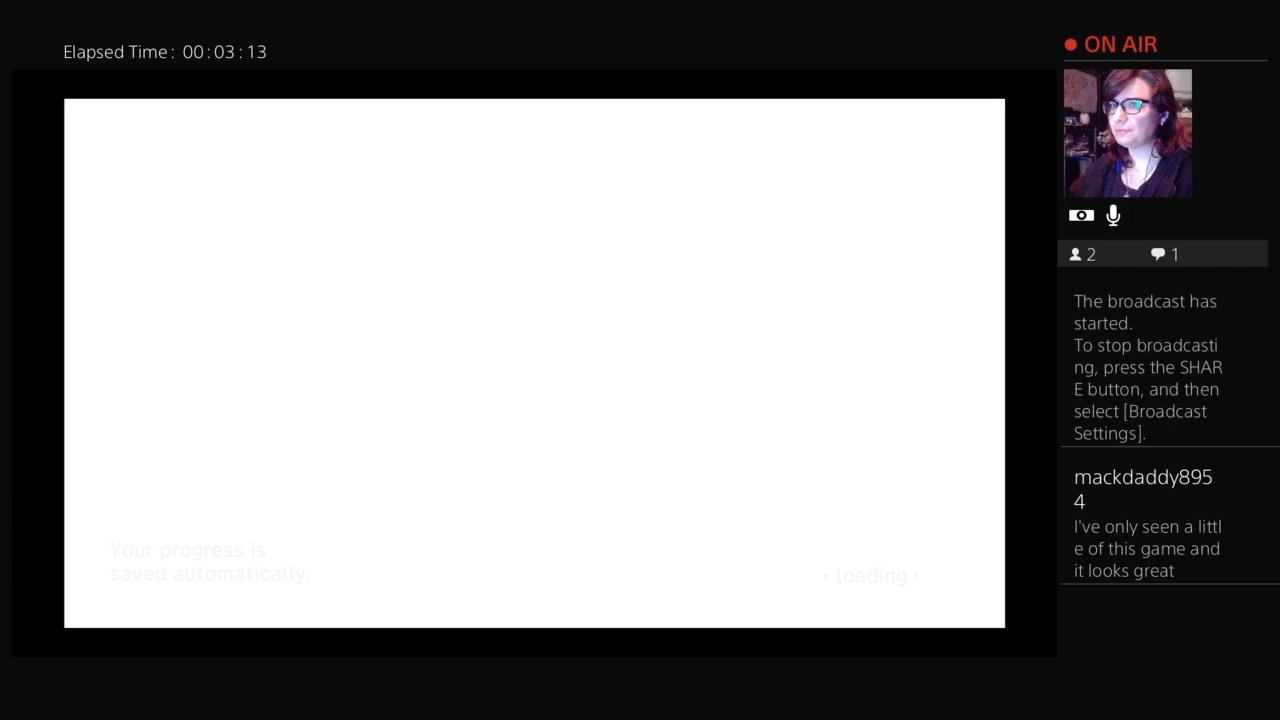 Elapsed Time: 00:03:13
ON AIR
2
1
The broadcast has
started.
To stop broadcasti
ng, press the SHAR
E button, and then
select [Broadcast
Settings].
mackdaddy895
4
I've only seen a littl
e of this game and
it looks great
Your progress is
saved automatically.
• loading •